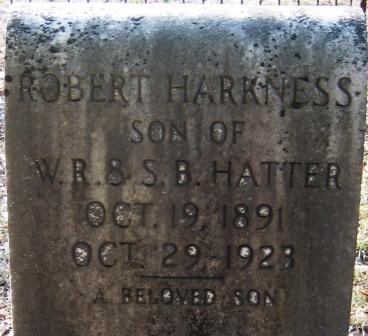 ROBERT HARKNESS
SON OF
W. R. & S. B. HATTER
OCT. 19, 1891
OCT. 29, 1923
A BELOVED SON